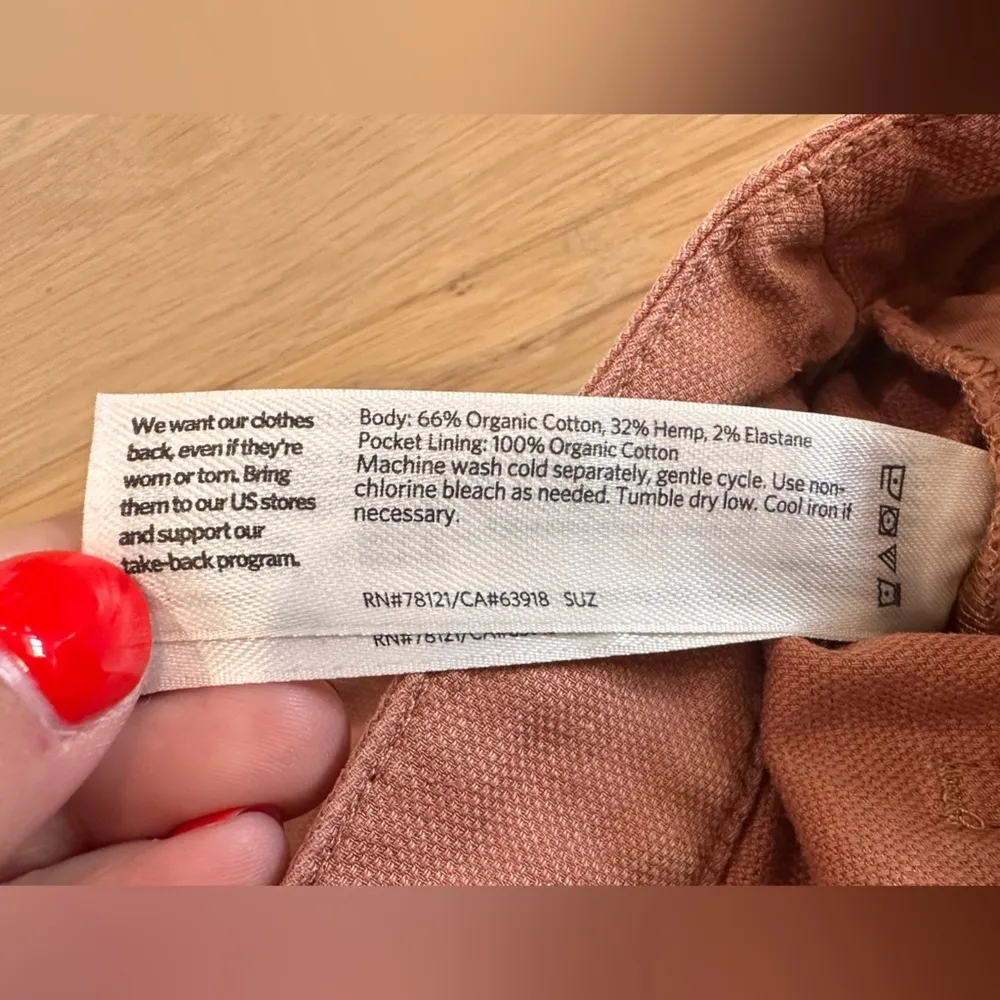 We want our clothes
back, even if they're
worn or torn. Bring
them to our US stores
and support our
take-back program.
Body: 66% Organic Cotton, 32% Hemp, 2% Elastane
Pocket Lining: 100% Organic Cotton
Machine wash cold separately, gentle cycle. Use non-
chlorine bleach as needed. Tumble dry low. Cool iron if
necessary.
RN#78121/CA#63918 SUZ
RN#78121/